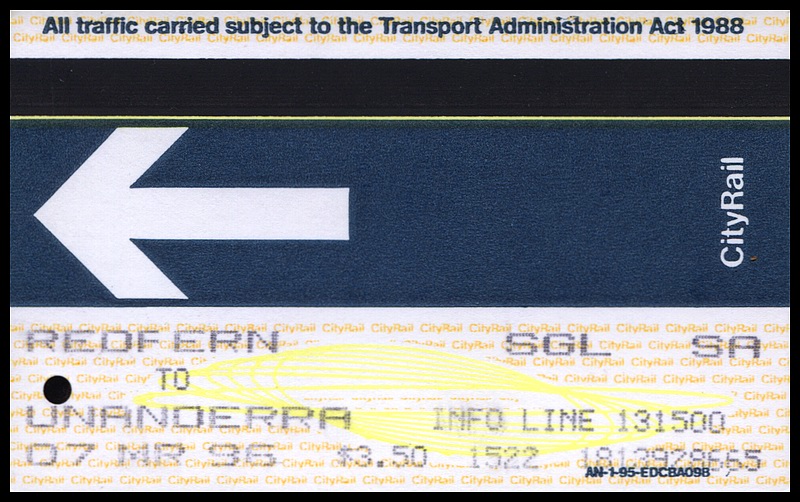 All traffic carried subject to the Transport Administration Act 1988
CityRail
REDFERN SGL SA
TO
UNANDERRA INFO LINE 131500
07 MR 96 $3.50 1522 1812928665
AN-1-95-EDCBA098